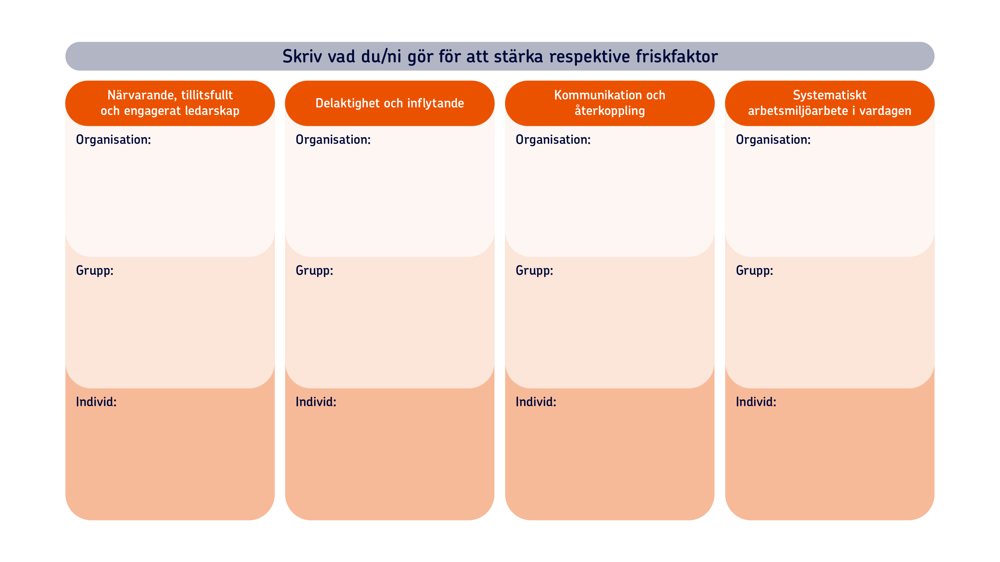 Skriv vad du/ni gör för att stärka respektive friskfaktor
Närvarande, tillitsfullt
och engagerat ledarskap
Organisation:
Grupp:
Individ:
Delaktighet och inflytande
Organisation:
Grupp:
Individ:
Kommunikation och
återkoppling
Organisation:
Grupp:
Individ:
Systematiskt
arbetsmiljöarbete i vardagen
Organisation:
Grupp:
Individ: